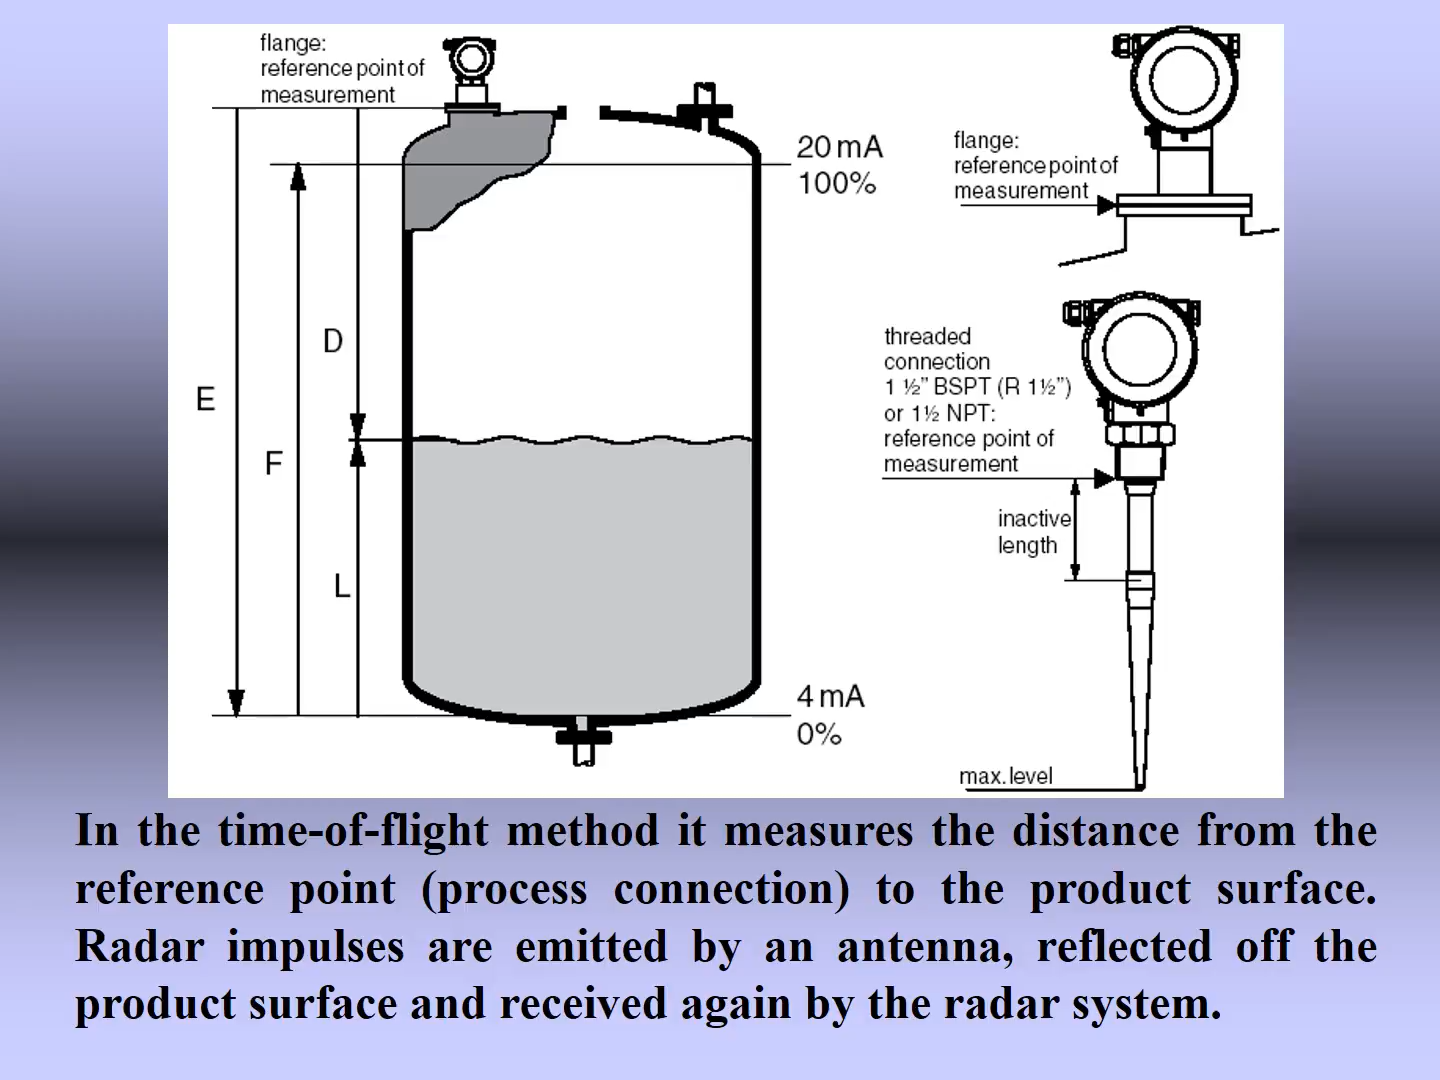 flange:
reference point of
measurement
20 mA
100%
D
E
F
L
4 mA
0%
flange:
reference point of
measurement
threaded
connection
1 ½” BSPT (R 1½”)
or 1½ NPT:
reference point of
measurement
inactive
length
max. level
In the time-of-flight method it measures the distance from the
reference point (process connection) to the product surface.
Radar impulses are emitted by an antenna, reflected off the
product surface and received again by the radar system.